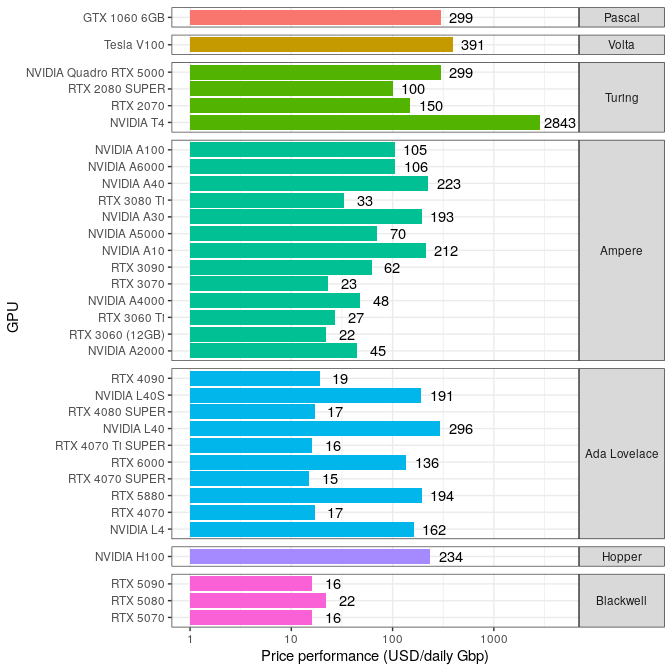 GTX 1060 6GB 299 Pascal
Tesla V100 391 Volta
NVIDIA Quadro RTX 5000 299
RTX 2080 SUPER 100
Turing
RTX 2070 150
NVIDIA T4 2843
NVIDIA A100 105
NVIDIA A6000 106
NVIDIA A40 223
RTX 3080 TI 33
NVIDIA A30 193
NVIDIA A5000 70
NVIDIA A10 212
Ampere
RTX 3090 62
RTX 3070 23
NVIDIA A4000 48
GPU
RTX 3060 TI 27
RTX 3060 (12GB) 22
NVIDIA A2000 45
RTX 4090 19
NVIDIA L40S 191
RTX 4080 SUPER 17
NVIDIA L40 296
RTX 4070 TI SUPER 16
Ada Lovelace
RTX 6000 136
RTX 4070 SUPER 15
RTX 5880 194
RTX 4070 17
NVIDIA L4 162
NVIDIA H100 234 Hopper
RTX 5090 16
RTX 5080 22 Blackwell
RTX 5070 16
1 10 100 1000
Price performance (USD/daily Gbp)